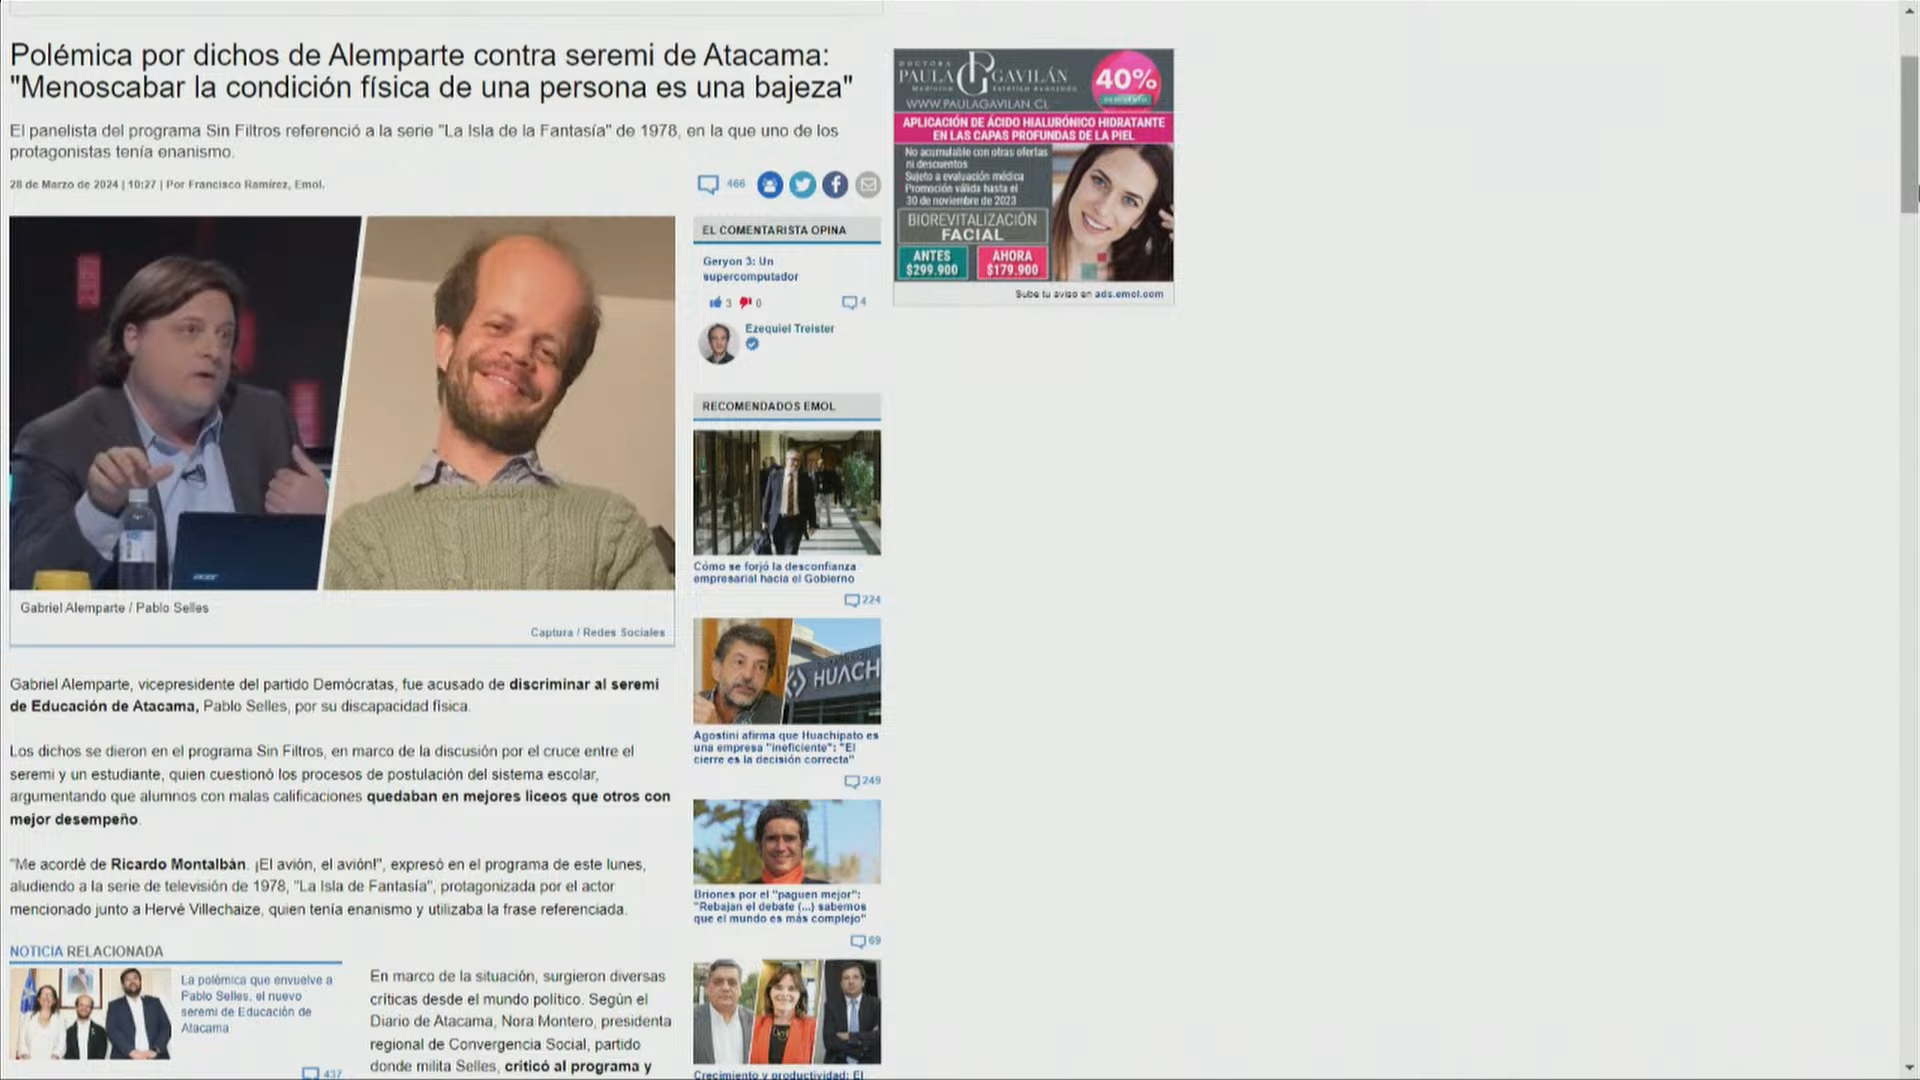 Polémica por dichos de Alemparte contra seremi de Atacama:
"Menoscabar la condición física de una persona es una bajeza"
El panelista del programa Sin Filtros referenció a la serie "La Isla de la Fantasía" de 1978, en la que uno de los
protagonistas tenía enanismo.
28 de Marzo de 2024 | 10:27 | Por Francisco Ramírez, Emol.
466
Gabriel Alemparte / Pablo Selles
Captura / Redes Sociales
acer
Gabriel Alemparte, vicepresidente del partido Demócratas, fue acusado de discriminar al seremi
de Educación de Atacama, Pablo Selles, por su discapacidad física.
Los dichos se dieron en el programa Sin Filtros, en marco de la discusión por el cruce entre el
seremi y un estudiante, quien cuestionó los procesos de postulación del sistema escolar,
argumentando que alumnos con malas calificaciones quedaban en mejores liceos que otros con
mejor desempeño.
"Me acordé de Ricardo Montalbán. ¡El avión, el avión!", expresó en el programa de este lunes,
aludiendo a la serie de televisión de 1978, "La Isla de Fantasía", protagonizada por el actor
mencionado junto a Hervé Villechaize, quien tenía enanismo y utilizaba la frase referenciada.
NOTICIA RELACIONADA
La polémica que envuelve a
Pablo Selles, el nuevo
seremi de Educación de
Atacama
437
En marco de la situación, surgieron diversas
críticas desde el mundo político. Según el
Diario de Atacama, Nora Montero, presidenta
regional de Convergencia Social, partido
donde milita Selles, criticó al programa y
EL COMENTARISTA OPINA
Geryon 3: Un
supercomputador
3
0
4
Ezequiel Treister
RECOMENDADOS EMOL
Cómo se forjó la desconfianza
empresarial hacia el Gobierno
224
HUACH
Agostini afirma que Huachipato es
una empresa "ineficiente": "El
cierre es la decisión correcta"
249
Briones por el "paguen mejor":
"Rebajan el debate (...) sabemos
que el mundo es más complejo"
69
Crecimiento y productividad: El
DOCTORA
PAULA GAVILÁN
Medicina Estética Avanzada
WWW.PAULAGAVILAN.CL
40%
DESCUENTO
APLICACIÓN DE ÁCIDO HIALURÓNICO HIDRATANTE
EN LAS CAPAS PROFUNDAS DE LA PIEL
No acumulable con otras ofertas
ni descuentos
Sujeto a evaluación médica
Promoción válida hasta el
30 de noviembre de 2023
BIOREVITALIZACIÓN
FACIAL
ANTES
$299.900
AHORA
$179.900
Sube tu aviso en ads.emol.com